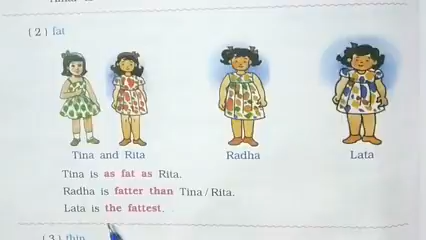 ( 2 ) fat
Tina and Rita Radha Lata
Tina is as fat as Rita.
Radha is fatter than Tina / Rita.
Lata is the fattest.
( 3 ) thin